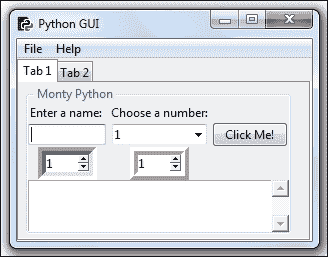 Python GUI
File Help
Tab 1 Tab 2
Monty Python
Enter a name: Choose a number:
1 Click Me!
1 1